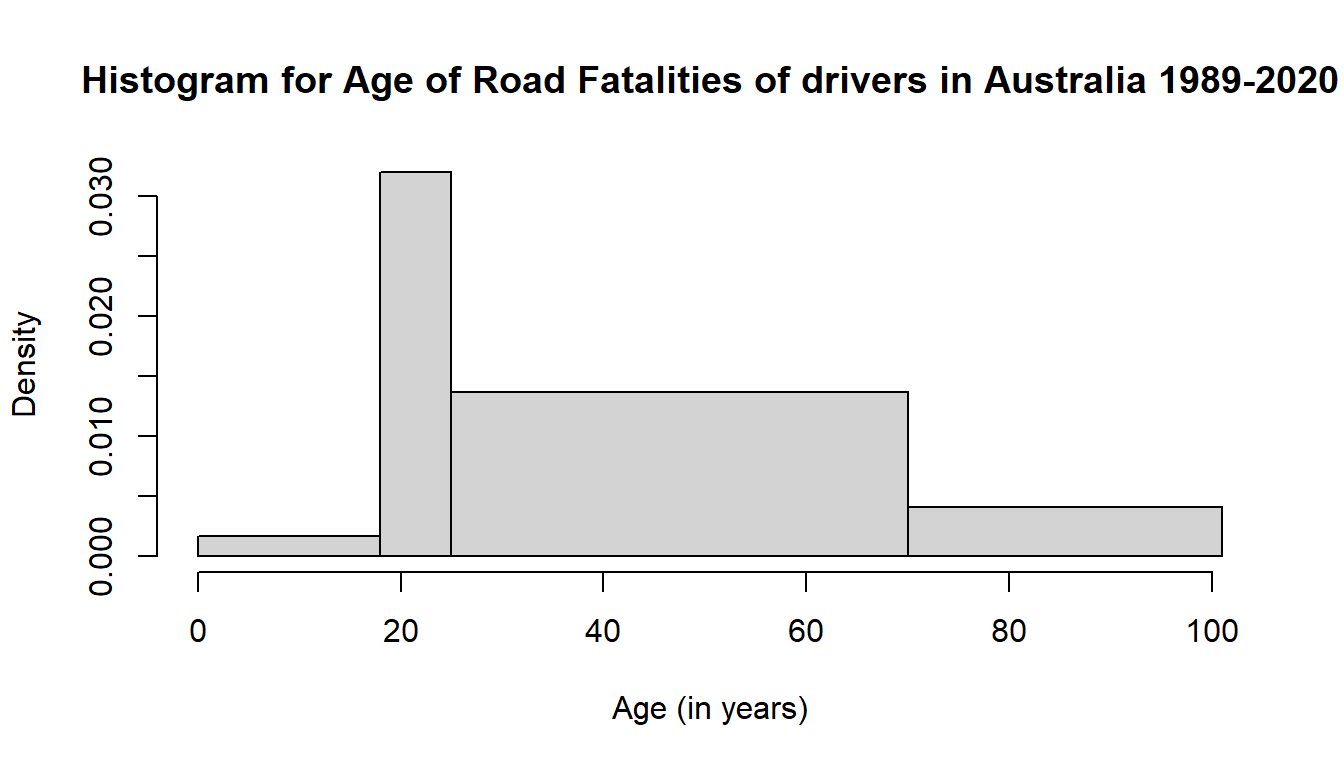 Histogram for Age of Road Fatalities of drivers in Australia 1989-2020
Density
0.030
0.020
0.010
0.000
0 20 40 60 80 100
Age (in years)